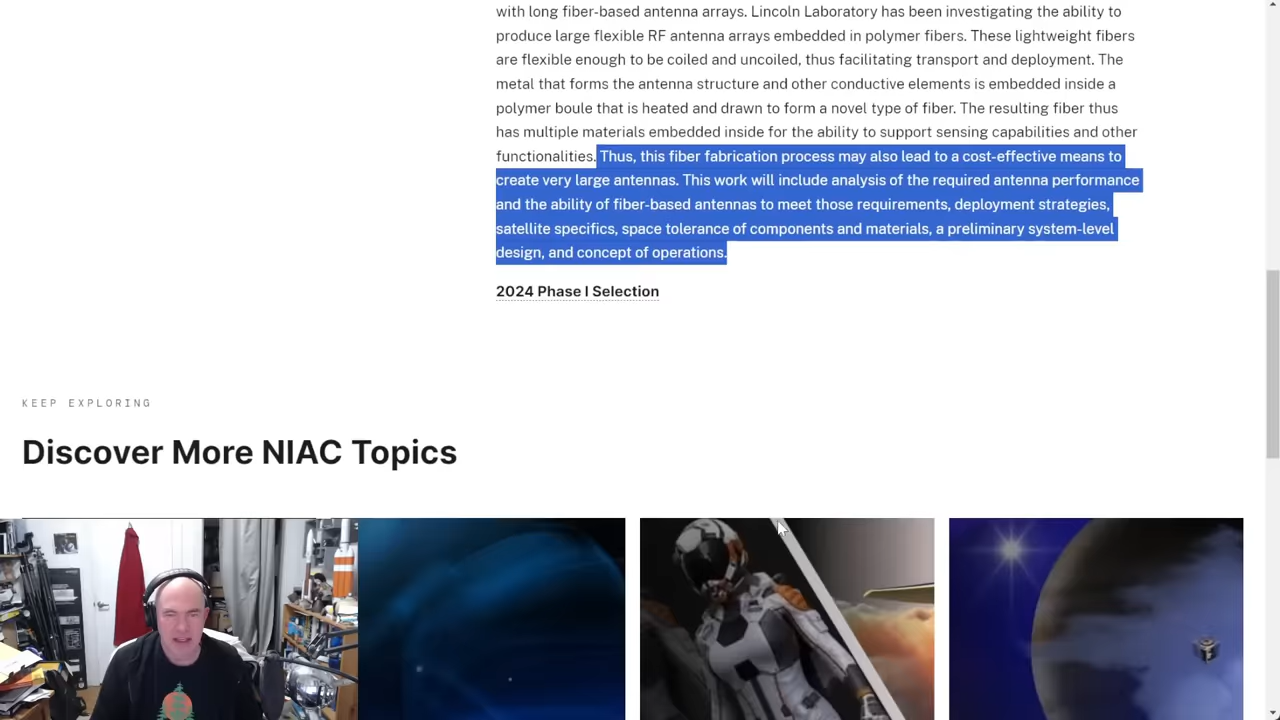 with long fiber-based antenna arrays. Lincoln Laboratory has been investigating the ability to
produce large flexible RF antenna arrays embedded in polymer fibers. These lightweight fibers
are flexible enough to be coiled and uncoiled, thus facilitating transport and deployment. The
metal that forms the antenna structure and other conductive elements is embedded inside a
polymer boule that is heated and drawn to form a novel type of fiber. The resulting fiber thus
has multiple materials embedded inside for the ability to support sensing capabilities and other
functionalities. Thus, this fiber fabrication process may also lead to a cost-effective means to
create very large antennas. This work will include analysis of the required antenna performance
and the ability of fiber-based antennas to meet those requirements, deployment strategies,
satellite specifics, space tolerance of components and materials, a preliminary system-level
design, and concept of operations.
2024 Phase I Selection
KEEP EXPLORING
Discover More NIAC Topics